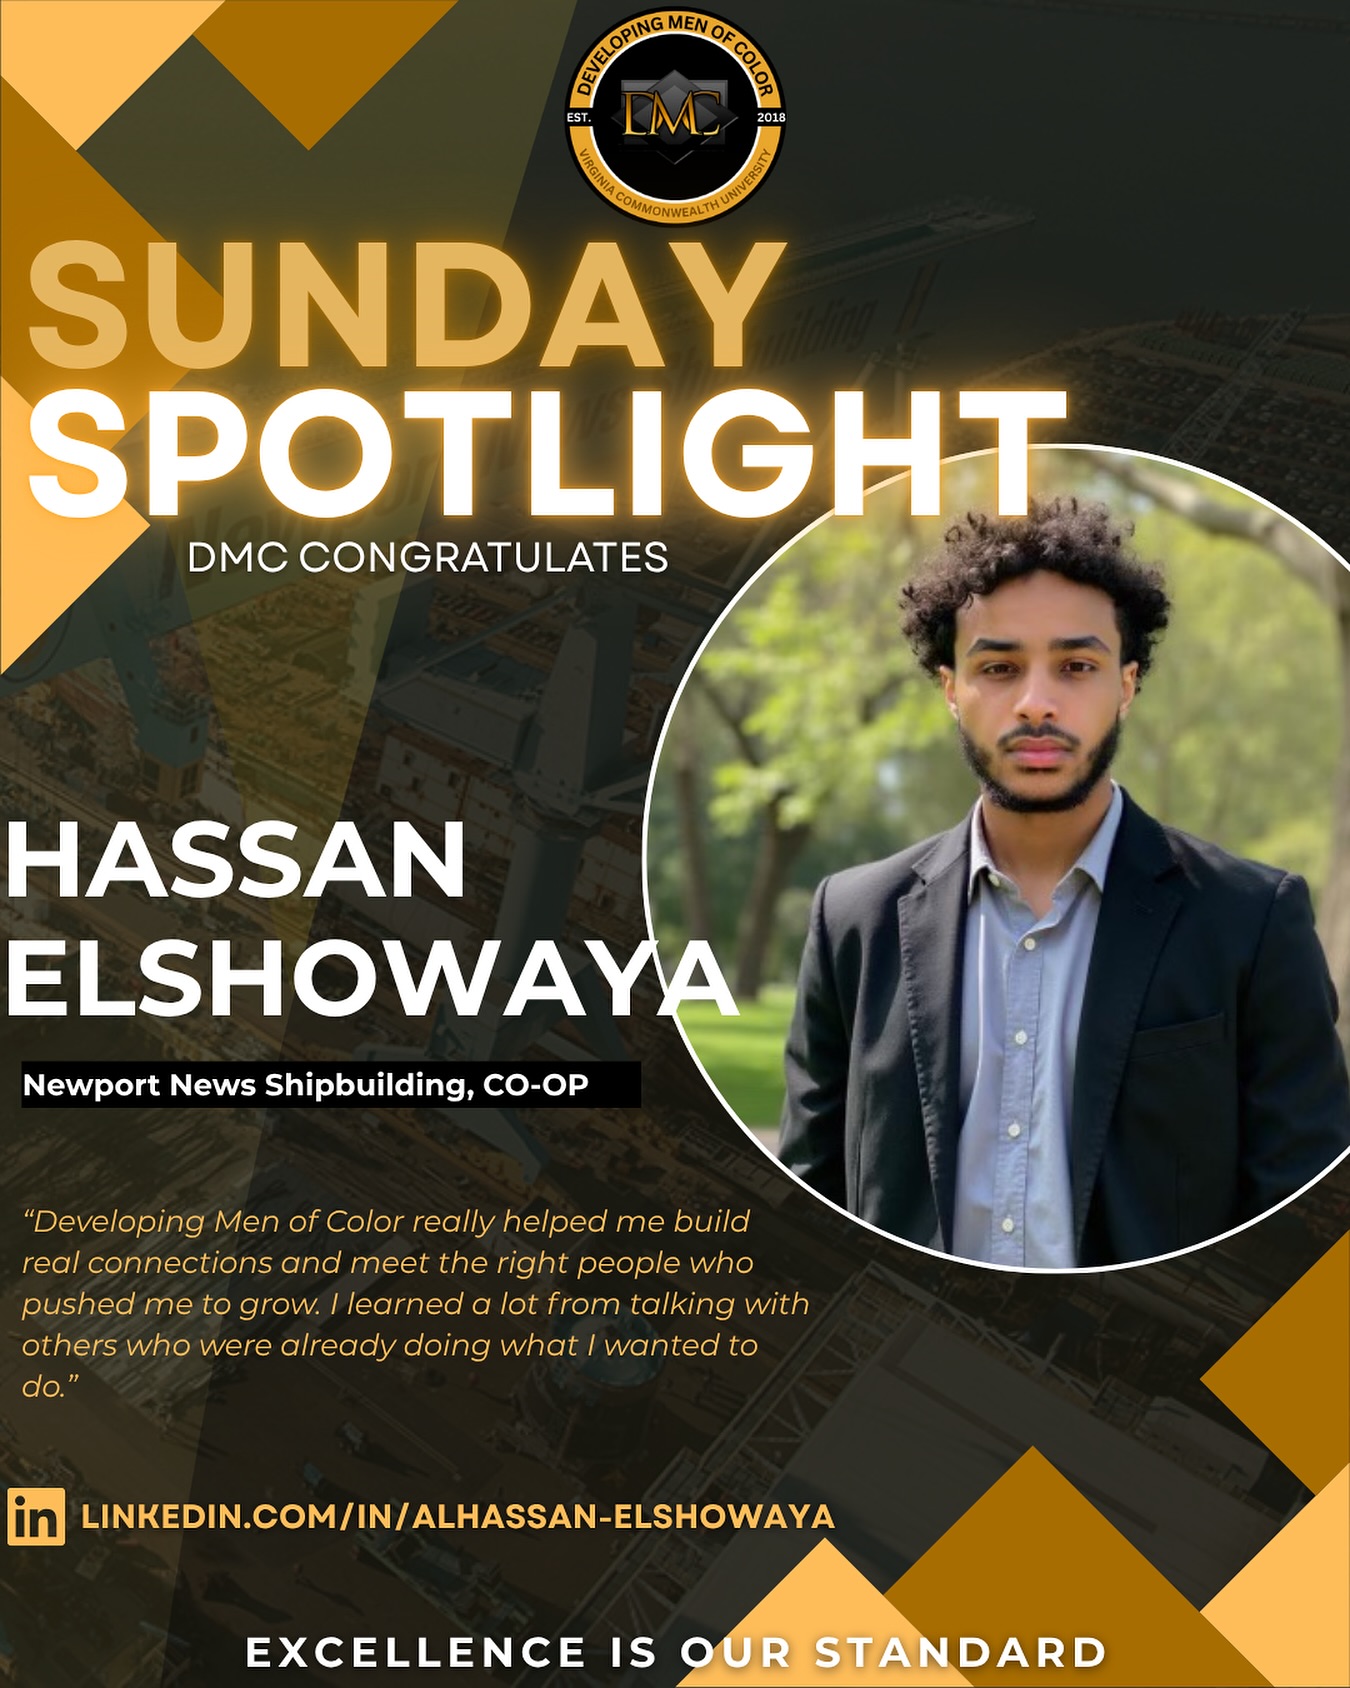 DEVELOPING MEN OF COLOR
EST.
DMC
2018
VIRGINIA COMMONWEALTH UNIVERSITY
SUNDAY
SPOTLIGHT
DMC CONGRATULATES
HASSAN
ELSHOWAYA
Newport News Shipbuilding, CO-OP
“Developing Men of Color really helped me build
real connections and meet the right people who
pushed me to grow. I learned a lot from talking with
others who were already doing what I wanted to
do.”
in LINKEDIN.COM/IN/ALHASSAN-ELSHOWAYA
EXCELLENCE IS OUR STANDARD